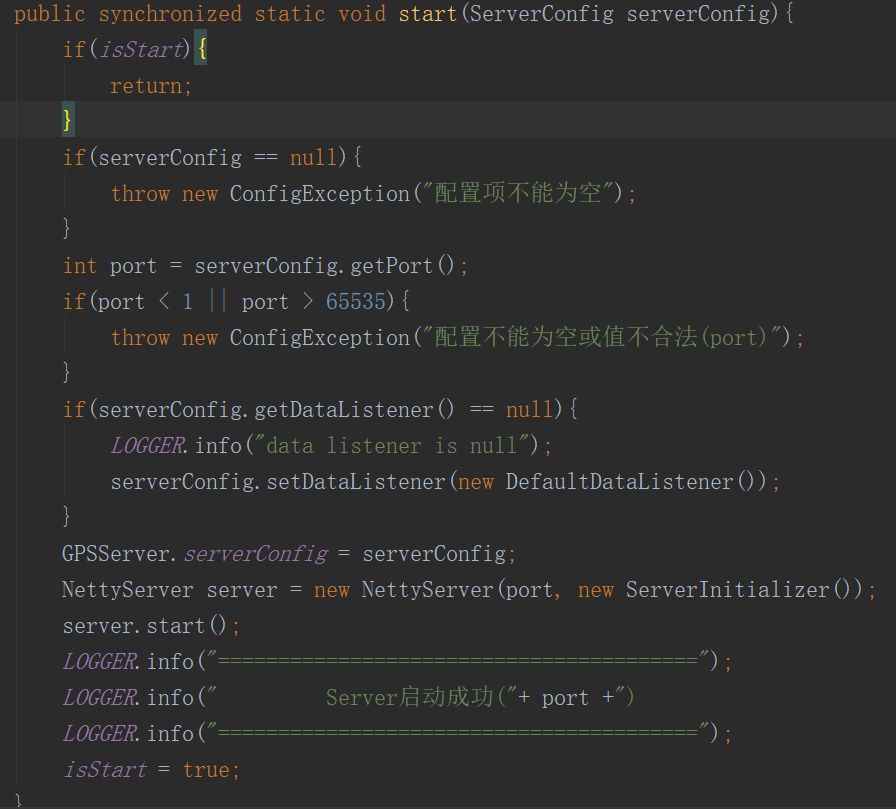 public synchronized static void start(ServerConfig serverConfig){
    if(isStart){
        return;
    }
    if(serverConfig == null){
        throw new ConfigException("配置项不能为空");
    }
    int port = serverConfig.getPort();
    if(port < 1 || port > 65535){
        throw new ConfigException("配置不能为空或值不合法(port)");
    }
    if(serverConfig.getDataListener() == null){
        LOGGER.info("data listener is null");
        serverConfig.setDataListener(new DefaultDataListener());
    }
    GPSServer.serverConfig = serverConfig;
    NettyServer server = new NettyServer(port, new ServerInitializer());
    server.start();
    LOGGER.info("========================================");
    LOGGER.info("         Server启动成功("+ port +")
    LOGGER.info("========================================");
    isStart = true;
}